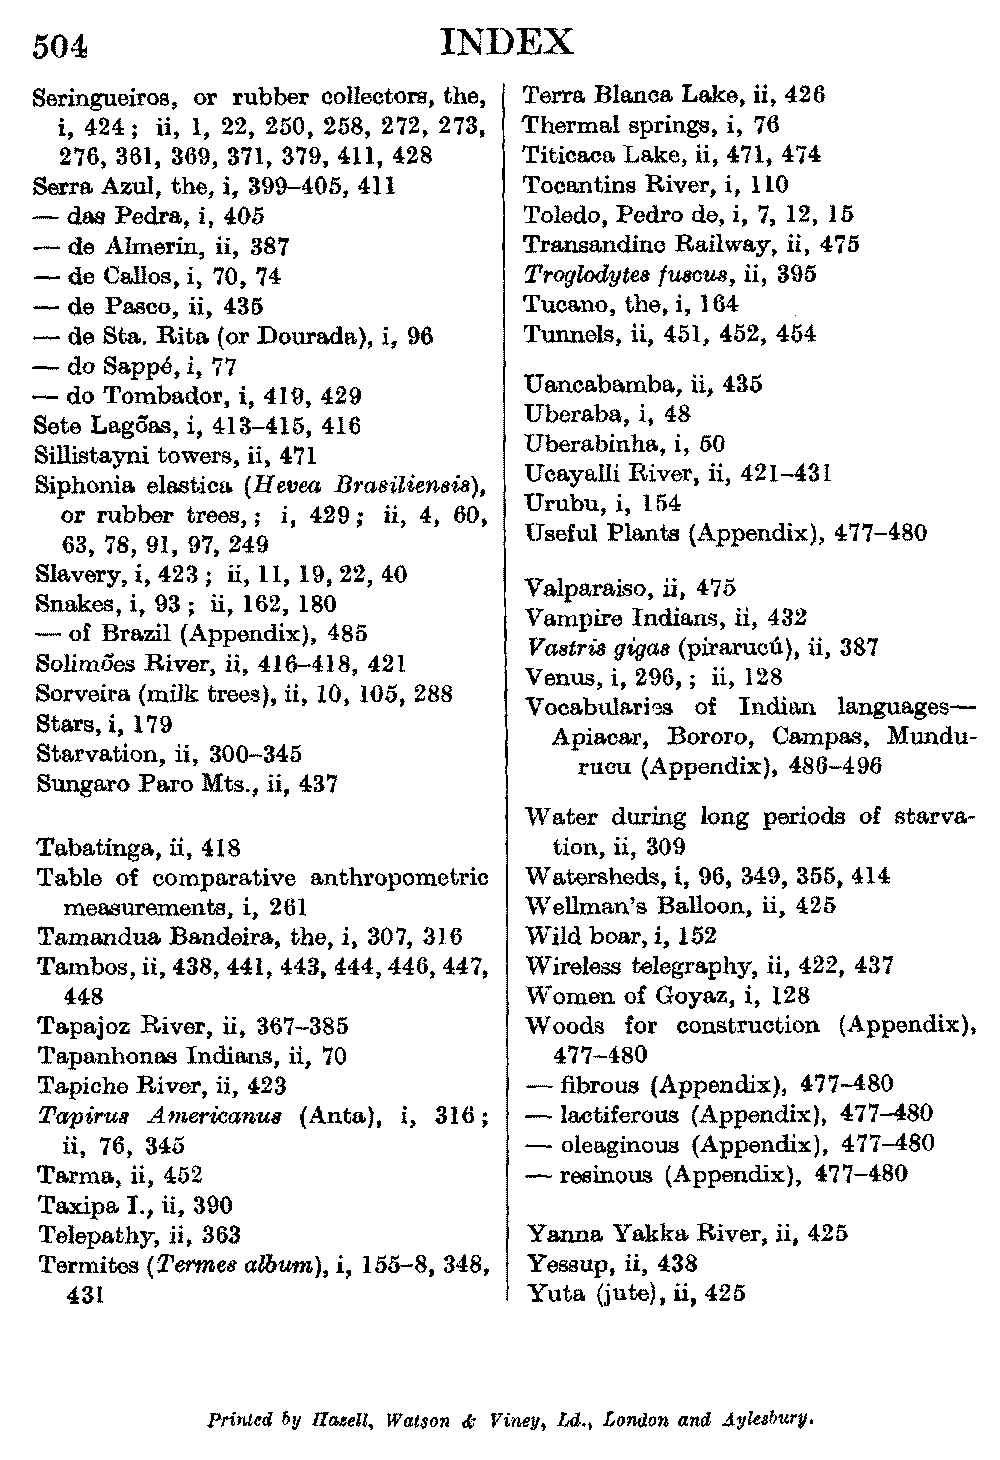 504
INDEX
Seringueiros, or rubber collectors, the,
i, 424; ii, 1, 22, 250, 258, 272, 273,
276, 361, 369, 371, 379, 411, 428
Serra Azul, the, i, 399–405, 411
— das Pedra, i, 405
— de Almerin, ii, 387
— de Callos, i, 70, 74
— de Pasco, ii, 435
— de Sta. Rita (or Dourada), i, 96
— do Sappé, i, 77
— do Tombador, i, 419, 429
Sete Lagõas, i, 413–415, 416
Sillistayni towers, ii, 471
Siphonia elastica (Hevea Brasiliensis),
or rubber trees, ; i, 429; ii, 4, 60,
63, 78, 91, 97, 249
Slavery, i, 423; ii, 11, 19, 22, 40
Snakes, i, 93; ii, 162, 180
— of Brazil (Appendix), 485
Solimões River, ii, 416–418, 421
Sorveira (milk trees), ii, 10, 105, 288
Stars, i, 179
Starvation, ii, 300–345
Sungaro Paro Mts., ii, 437
Tabatinga, ii, 418
Table of comparative anthropometric
measurements, i, 261
Tamandua Bandeira, the, i, 307, 316
Tambos, ii, 438, 441, 443, 444, 446, 447,
448
Tapajoz River, ii, 367–385
Tapanhonas Indians, ii, 70
Tapiche River, ii, 423
Tapirus Americanus (Anta), i, 316;
ii, 76, 345
Tarma, ii, 452
Taxipa I., ii, 390
Telepathy, ii, 363
Termites (Termes album), i, 155–8, 348,
431
Terra Blanca Lake, ii, 426
Thermal springs, i, 76
Titicaca Lake, ii, 471, 474
Tocantins River, i, 110
Toledo, Pedro de, i, 7, 12, 15
Transandino Railway, ii, 475
Troglodytes fuscus, ii, 395
Tucano, the, i, 164
Tunnels, ii, 451, 452, 454
Uancabamba, ii, 435
Uberaba, i, 48
Uberabinha, i, 50
Ucayalli River, ii, 421–431
Urubu, i, 154
Useful Plants (Appendix), 477–480
Valparaiso, ii, 475
Vampire Indians, ii, 432
Vastris gigas (pirarucú), ii, 387
Venus, i, 296, ; ii, 128
Vocabularies of Indian languages—
Apiacar, Bororo, Campas, Mundu-
rucu (Appendix), 486–496
Water during long periods of starva-
tion, ii, 309
Watersheds, i, 96, 349, 355, 414
Wellman's Balloon, ii, 425
Wild boar, i, 152
Wireless telegraphy, ii, 422, 437
Women of Goyaz, i, 128
Woods for construction (Appendix),
477–480
— fibrous (Appendix), 477–480
— lactiferous (Appendix), 477–480
— oleaginous (Appendix), 477–480
— resinous (Appendix), 477–480
Yanna Yakka River, ii, 425
Yessup, ii, 438
Yuta (jute), ii, 425
Printed by Hazell, Watson & Viney, Ld., London and Aylesbury.